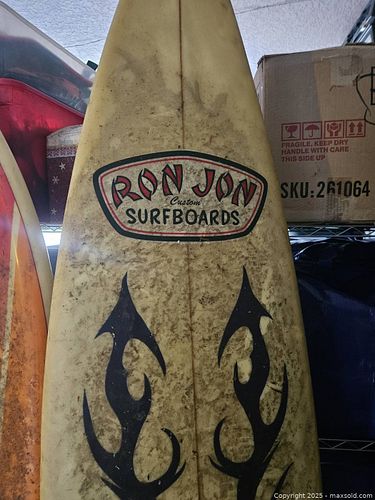 FRAGILE. KEEP DRY
HANDLE WITH CARE
THIS SIDE UP
SKU: 261064
RON JON
Custom
SURFBOARDS
Copyright 2025 - maxsold.com